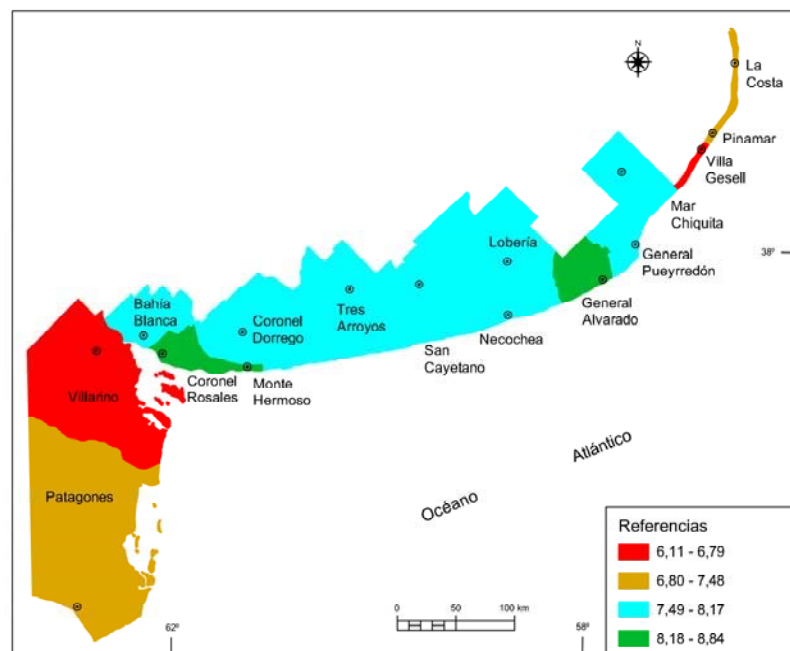 N
La
Costa
Pinamar
Villa
Gesell
Mar
Chiquita
Lobería
General
Pueyrredón
38º
General
Alvarado
Bahía
Blanca
Coronel
Dorrego
Tres
Arroyos
Necochea
San
Cayetano
Coronel
Rosales
Monte
Hermoso
Villarino
Patagones
Océano
Atlántico
Referencias
6,11 - 6,79
6,80 - 7,48
7,49 - 8,17
8,18 - 8,84
0 50 100 km
62º
58º